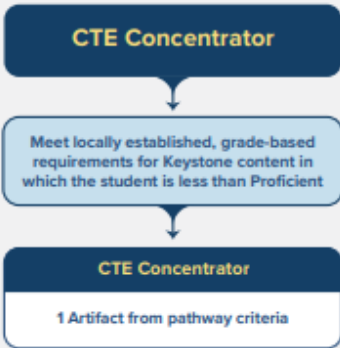 CTE Concentrator
Meet locally established, grade-based
requirements for Keystone content in
which the student is less than Proficient
CTE Concentrator
1 Artifact from pathway criteria